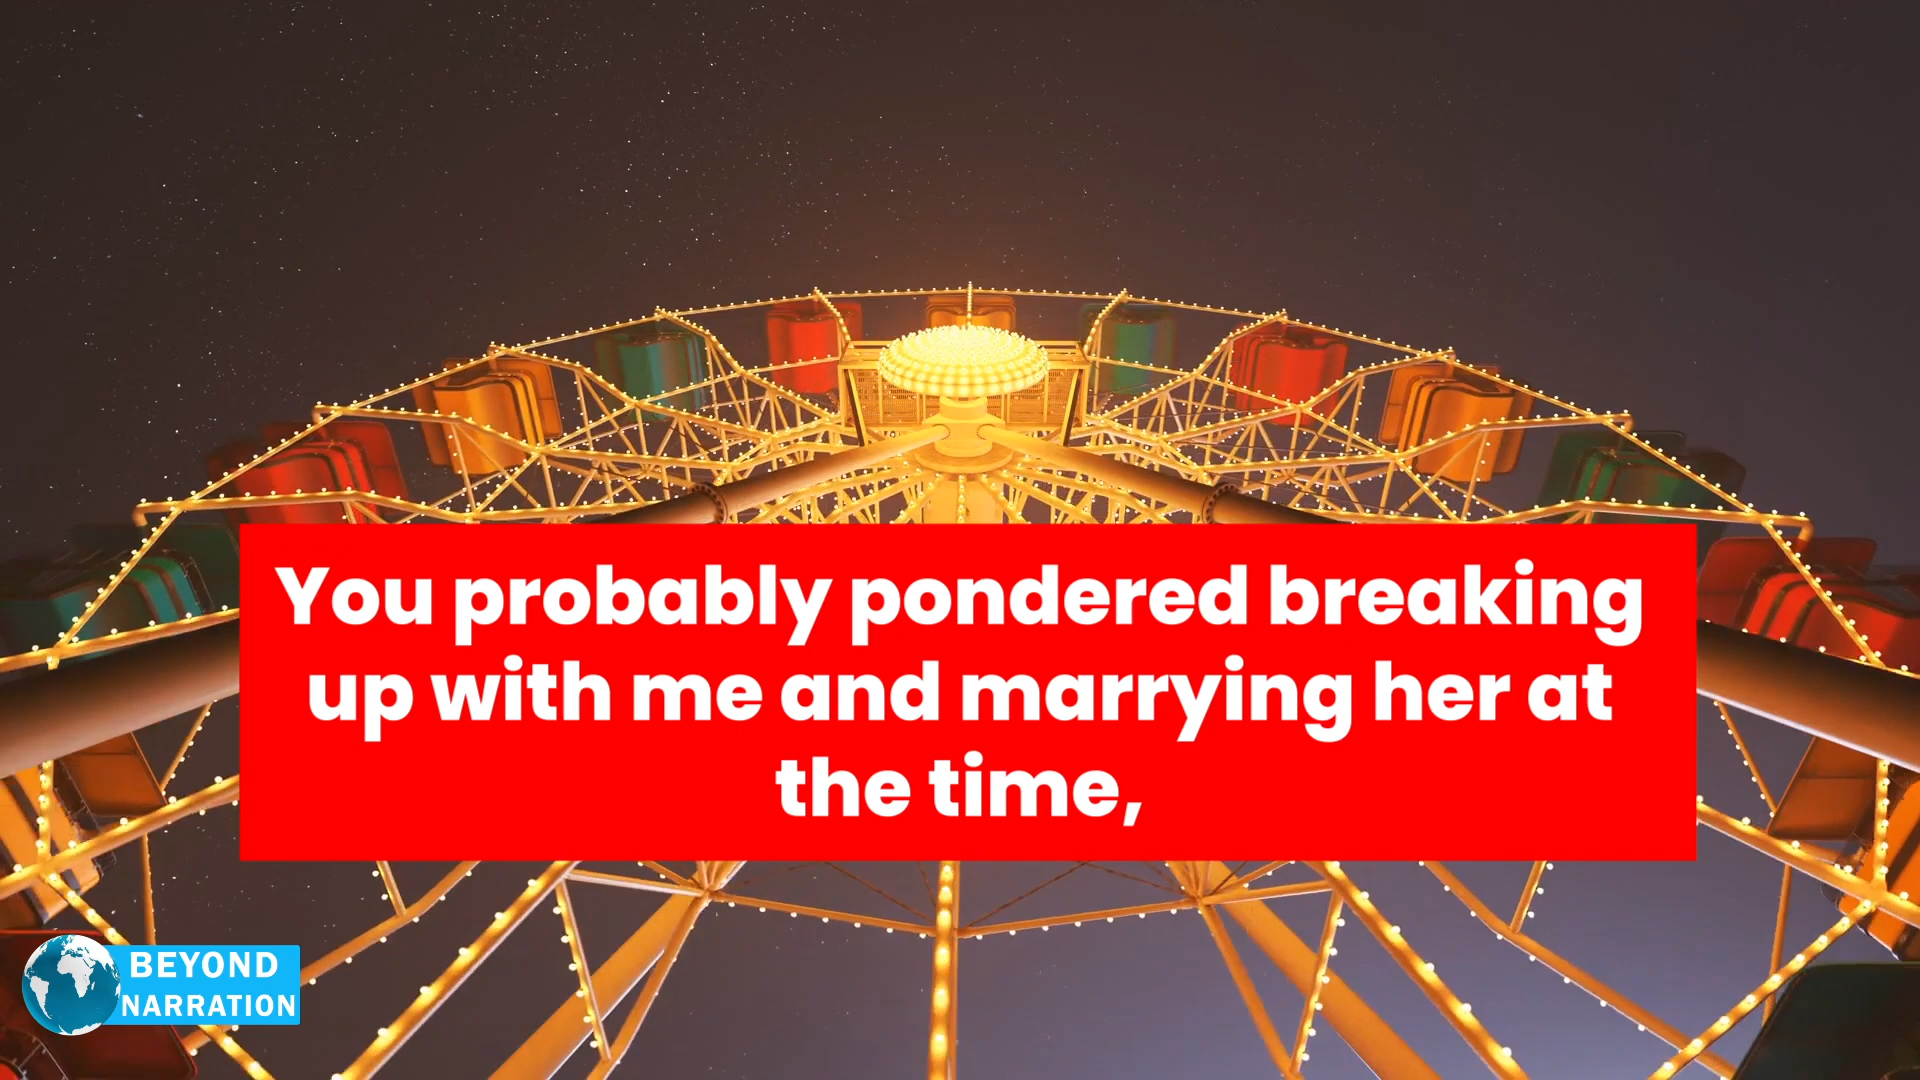 You probably pondered breaking
up with me and marrying her at
the time,
BEYOND
NARRATION